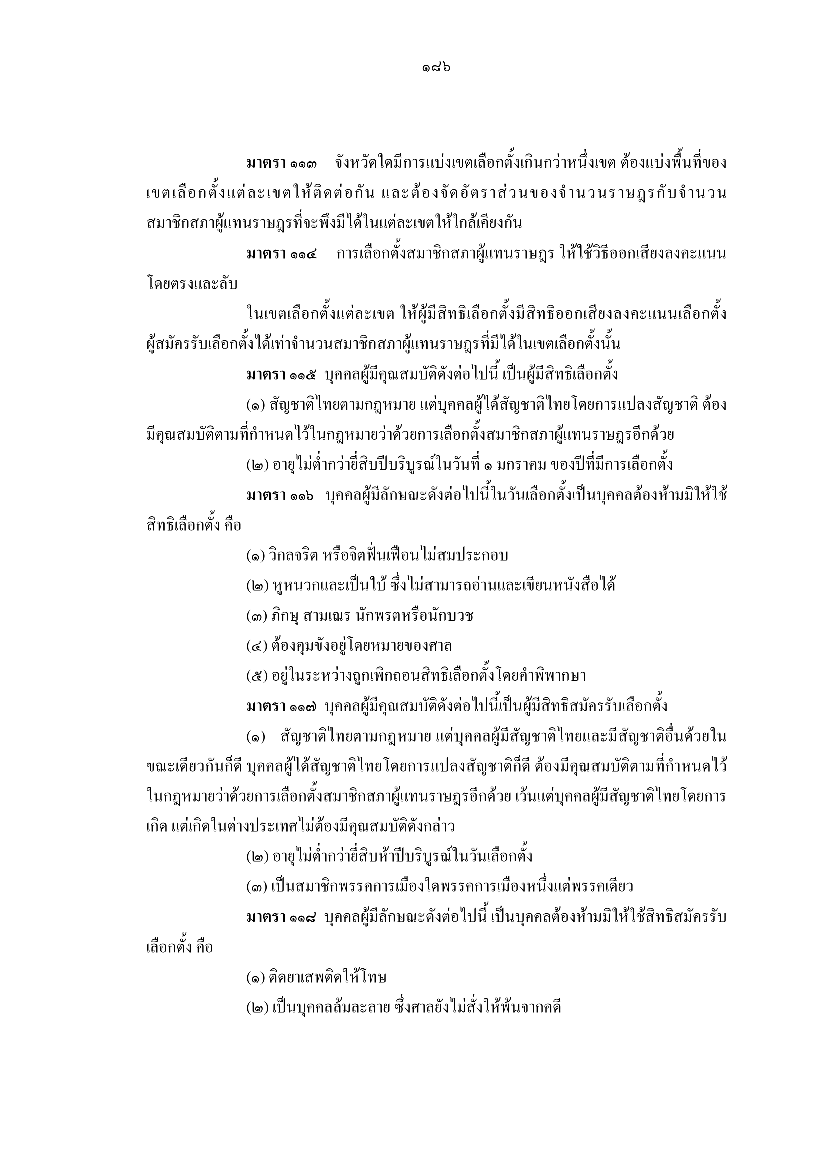 ๑๘๖
มาตรา ๑๑๓ จังหวัดใดมีการแบ่งเขตเลือกตั้งเกินกว่าหนึ่งเขต ต้องแบ่งพื้นที่ของ
เขตเลือกตั้งแต่ละเขตให้ติดต่อกัน และต้องจัดอัตราส่วนของจำนวนราษฎรกับจำนวน
สมาชิกสภาผู้แทนราษฎรที่จะพึงมีได้ในแต่ละเขตให้ใกล้เคียงกัน
มาตรา ๑๑๔ การเลือกตั้งสมาชิกสภาผู้แทนราษฎร ให้ใช้วิธีออกเสียงลงคะแนน
โดยตรงและลับ
ในเขตเลือกตั้งแต่ละเขต ให้ผู้มีสิทธิเลือกตั้งมีสิทธิออกเสียงลงคะแนนเลือกตั้ง
ผู้สมัครรับเลือกตั้งได้เท่าจำนวนสมาชิกสภาผู้แทนราษฎรที่มีได้ในเขตเลือกตั้งนั้น
มาตรา ๑๑๕ บุคคลผู้มีคุณสมบัติดังต่อไปนี้ เป็นผู้มีสิทธิเลือกตั้ง
(๑) สัญชาติไทยตามกฎหมาย แต่บุคคลผู้ได้สัญชาติไทยโดยการแปลงสัญชาติ ต้อง
มีคุณสมบัติตามที่กำหนดไว้ในกฎหมายว่าด้วยการเลือกตั้งสมาชิกสภาผู้แทนราษฎรอีกด้วย
(๒) อายุไม่ต่ำกว่ายี่สิบปีบริบูรณ์ในวันที่ ๑ มกราคม ของปีที่มีการเลือกตั้ง
มาตรา ๑๑๖ บุคคลผู้มีลักษณะดังต่อไปนี้ในวันเลือกตั้งเป็นบุคคลต้องห้ามมิให้ใช้
สิทธิเลือกตั้ง คือ
(๑) วิกลจริต หรือจิตฟั่นเฟือนไม่สมประกอบ
(๒) หูหนวกและเป็นใบ้ ซึ่งไม่สามารถอ่านและเขียนหนังสือได้
(๓) ภิกษุ สามเณร นักพรตหรือนักบวช
(๔) ต้องคุมขังอยู่โดยหมายของศาล
(๕) อยู่ในระหว่างถูกเพิกถอนสิทธิเลือกตั้งโดยคำพิพากษา
มาตรา ๑๑๗ บุคคลผู้มีคุณสมบัติดังต่อไปนี้เป็นผู้มีสิทธิสมัครรับเลือกตั้ง
(๑) สัญชาติไทยตามกฎหมาย แต่บุคคลผู้มีสัญชาติไทยและมีสัญชาติอื่นด้วยใน
ขณะเดียวกันก็ดี บุคคลผู้ได้สัญชาติไทยโดยการแปลงสัญชาติก็ดี ต้องมีคุณสมบัติตามที่กำหนดไว้
ในกฎหมายว่าด้วยการเลือกตั้งสมาชิกสภาผู้แทนราษฎรอีกด้วย เว้นแต่บุคคลผู้มีสัญชาติไทยโดยการ
เกิด แต่เกิดในต่างประเทศไม่ต้องมีคุณสมบัติดังกล่าว
(๒) อายุไม่ต่ำกว่ายี่สิบห้าปีบริบูรณ์ในวันเลือกตั้ง
(๓) เป็นสมาชิกพรรคการเมืองใดพรรคการเมืองหนึ่งแต่พรรคเดียว
มาตรา ๑๑๘ บุคคลผู้มีลักษณะดังต่อไปนี้ เป็นบุคคลต้องห้ามมิให้ใช้สิทธิสมัครรับ
เลือกตั้ง คือ
(๑) ติดยาเสพติดให้โทษ
(๒) เป็นบุคคลล้มละลาย ซึ่งศาลยังไม่สั่งให้พ้นจากคดี